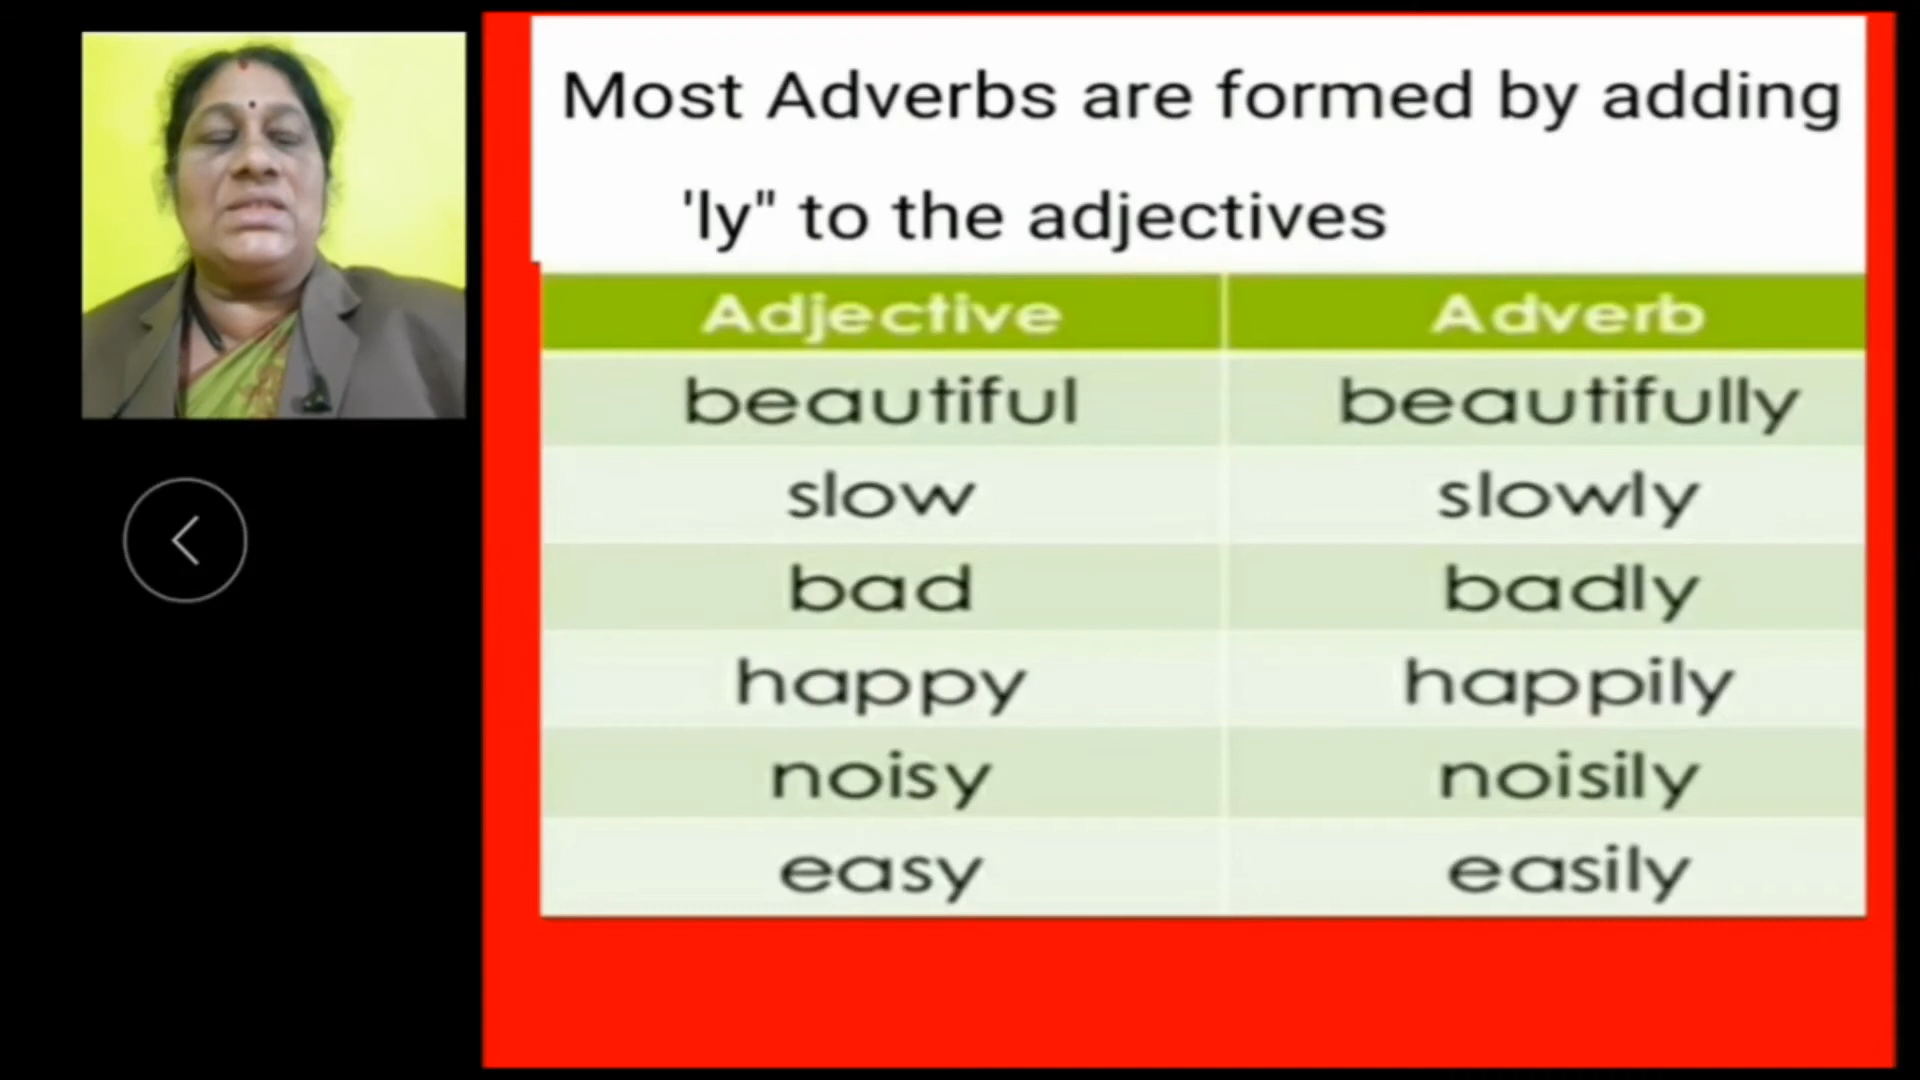 Most Adverbs are formed by adding
'ly" to the adjectives
Adjective Adverb
beautiful beautifully
slow slowly
bad badly
happy happily
noisy noisily
easy easily